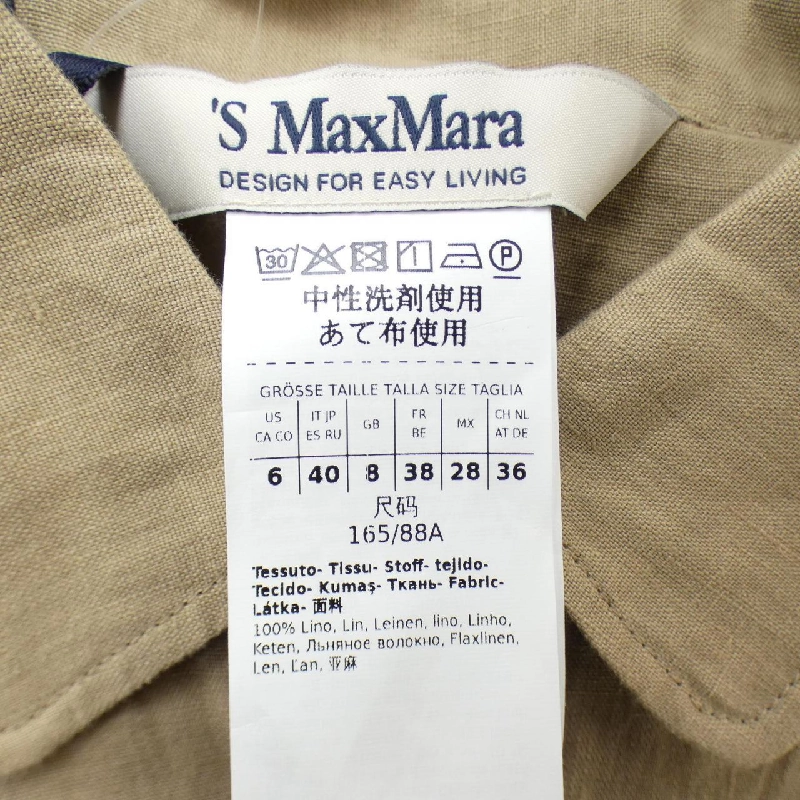 'S MaxMara
DESIGN FOR EASY LIVING
30 P
中性洗剤使用
あて布使用
GRÖSSE TAILLE TALLA SIZE TAGLIA
US CA CO IT JP ES RU GB FR BE MX CH NL AT DE
6 40 8 38 28 36
尺码
165/88A
Tessuto- Tissu- Stoff- tejido-
Tecido- Kumaş- Ткань- Fabric-
Látka- 面料
100% Lino, Lin, Leinen, lino, Linho,
Keten, Льняное волокно, Flaxlinen,
Len, Ľan, 亚麻